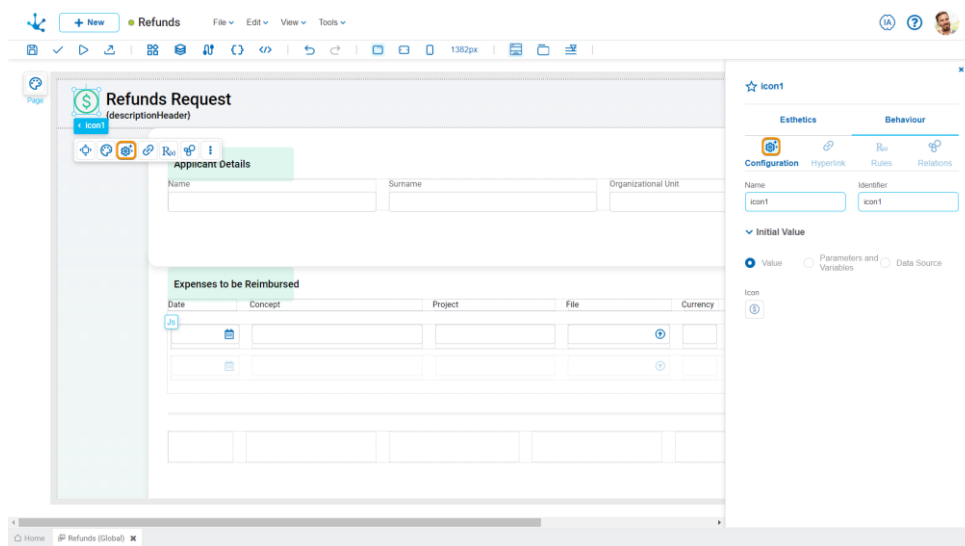 + New
Refunds
File
Edit
View
Tools
IA
?
1382px
Page
Refunds Request
{descriptionHeader}
icon1
Applicant Details
Name
Surname
Organizational Unit
Expenses to be Reimbursed
Date
Concept
Project
File
Currency
Js
icon1
Esthetics
Behaviour
Configuration
Hyperlink
Rules
Relations
Name
Identifier
icon1
icon1
Initial Value
Value
Parameters and
Variables
Data Source
Icon
Home
Refunds (Global)